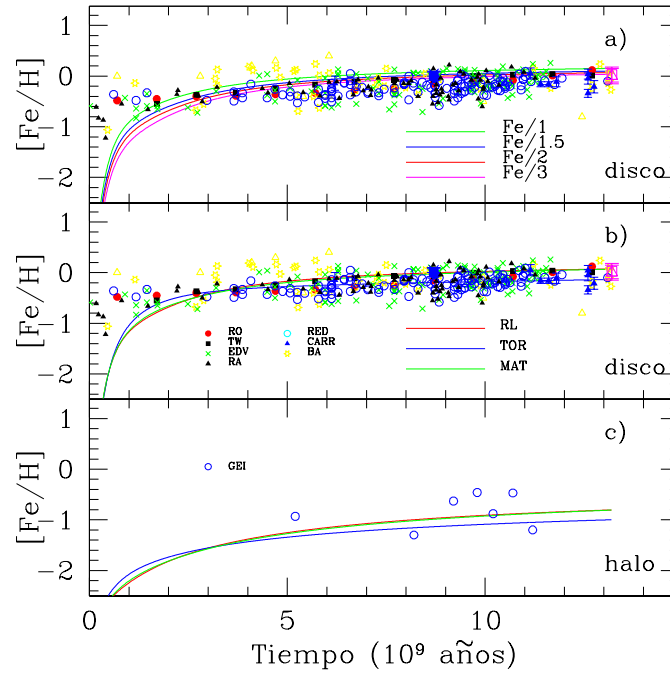 1
a)
0
[Fe/H]
−1
Fe/1
Fe/1.5
Fe/2
Fe/3
−2
disco
1
b)
0
[Fe/H]
−1
RO
TW
EDV
RA
RED
CARR
BA
RL
TOR
MAT
−2
disco
1
c)
0
GEI
[Fe/H]
−1
−2
halo
0 5 10
Tiempo (10⁹ años)